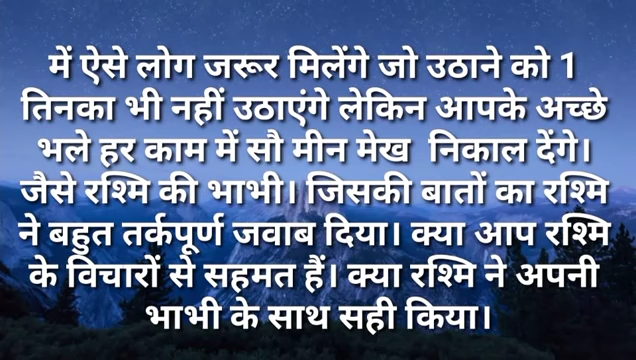 में ऐसे लोग जरूर मिलेंगे जो उठाने को 1
तिनका भी नहीं उठाएंगे लेकिन आपके अच्छे
भले हर काम में सौ मीन मेख निकाल देंगे।
जैसे रश्मि की भाभी। जिसकी बातों का रश्मि
ने बहुत तर्कपूर्ण जवाब दिया। क्या आप रश्मि
के विचारों से सहमत हैं। क्या रश्मि ने अपनी
भाभी के साथ सही किया।